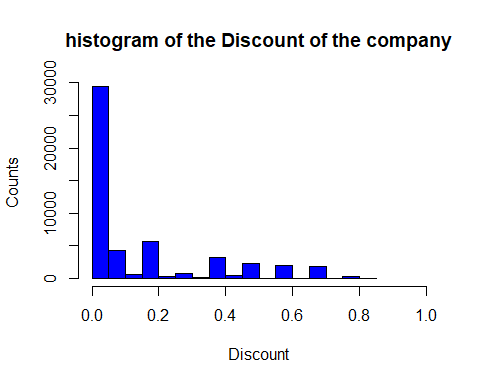 histogram of the Discount of the company
Counts
30000
20000
10000
0
0.0 0.2 0.4 0.6 0.8 1.0
Discount